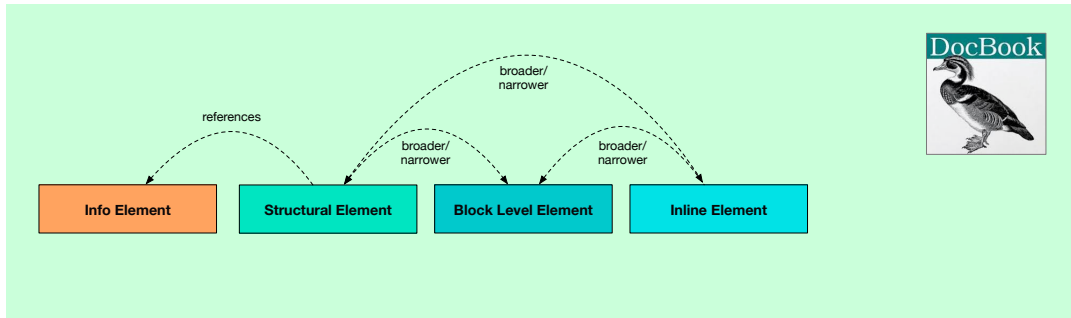 DocBook
broader/
narrower
references
broader/
narrower
broader/
narrower
Info Element
Structural Element
Block Level Element
Inline Element